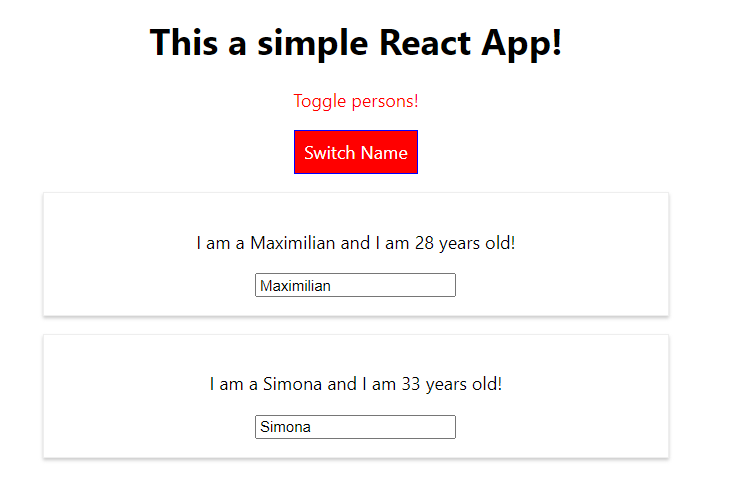 This a simple React App!
Toggle persons!
Switch Name
I am a Maximilian and I am 28 years old!
Maximilian
I am a Simona and I am 33 years old!
Simona